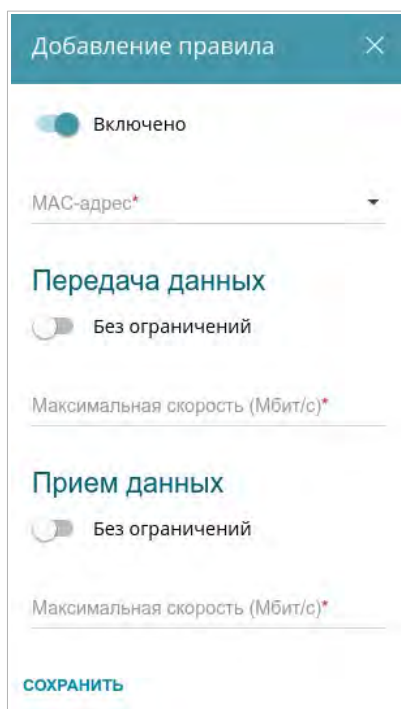 Добавление правила
Включено
MAC-адрес*
Передача данных
Без ограничений
Максимальная скорость (Мбит/с)*
Прием данных
Без ограничений
Максимальная скорость (Мбит/с)*
СОХРАНИТЬ